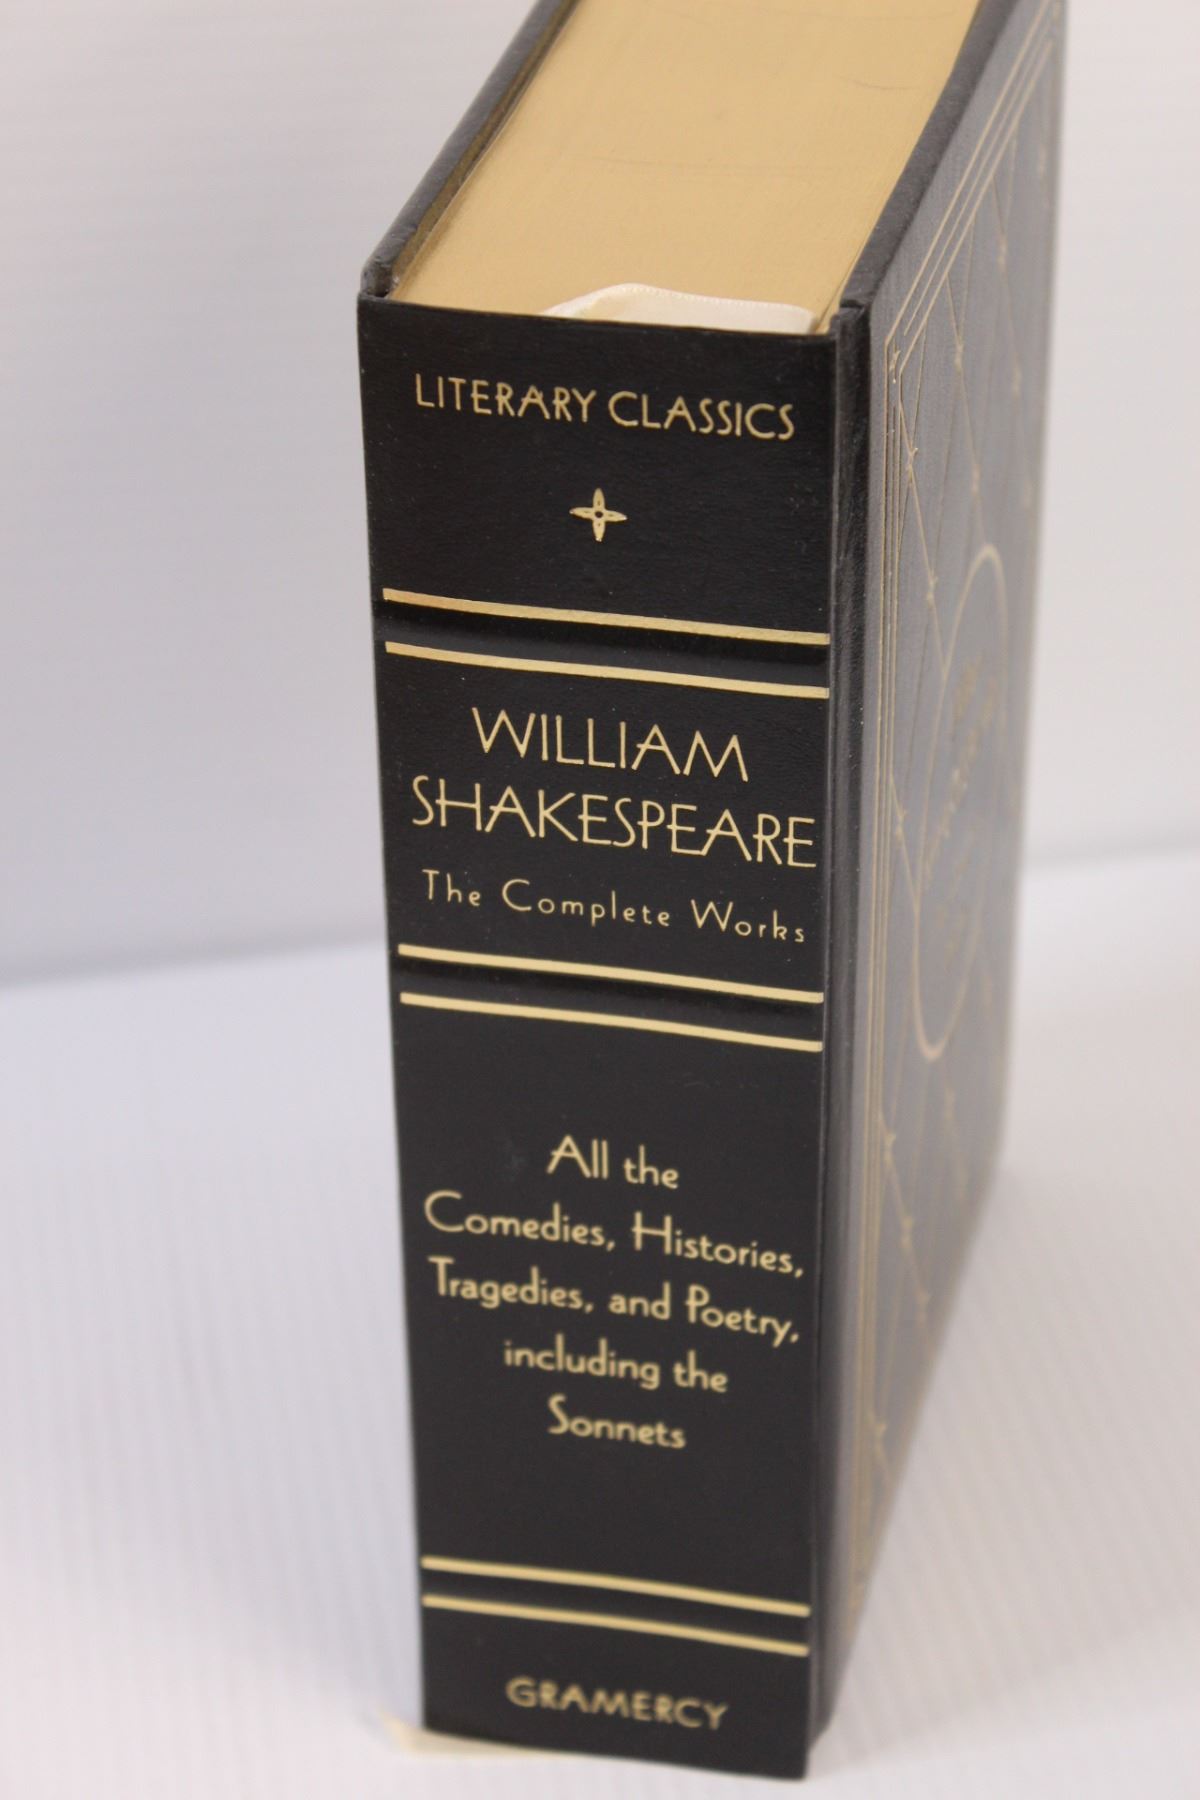 LITERARY CLASSICS
WILLIAM
SHAKESPEARE
The Complete Works
All the
Comedies, Histories,
Tragedies, and Poetry,
including the
Sonnets
GRAMERCY